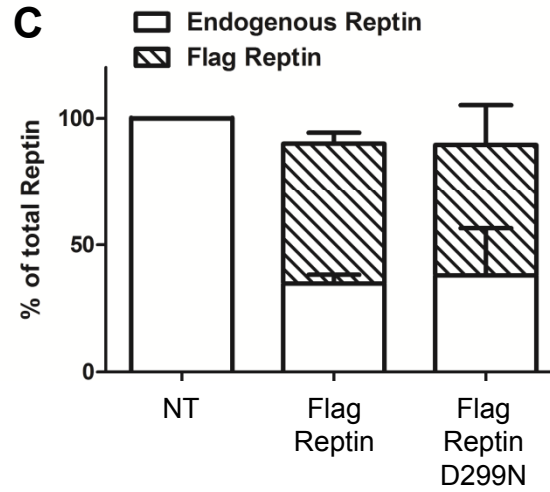 C
Endogenous Reptin
Flag Reptin
% of total Reptin
100
50
0
NT
Flag
Reptin
Flag
Reptin
D299N